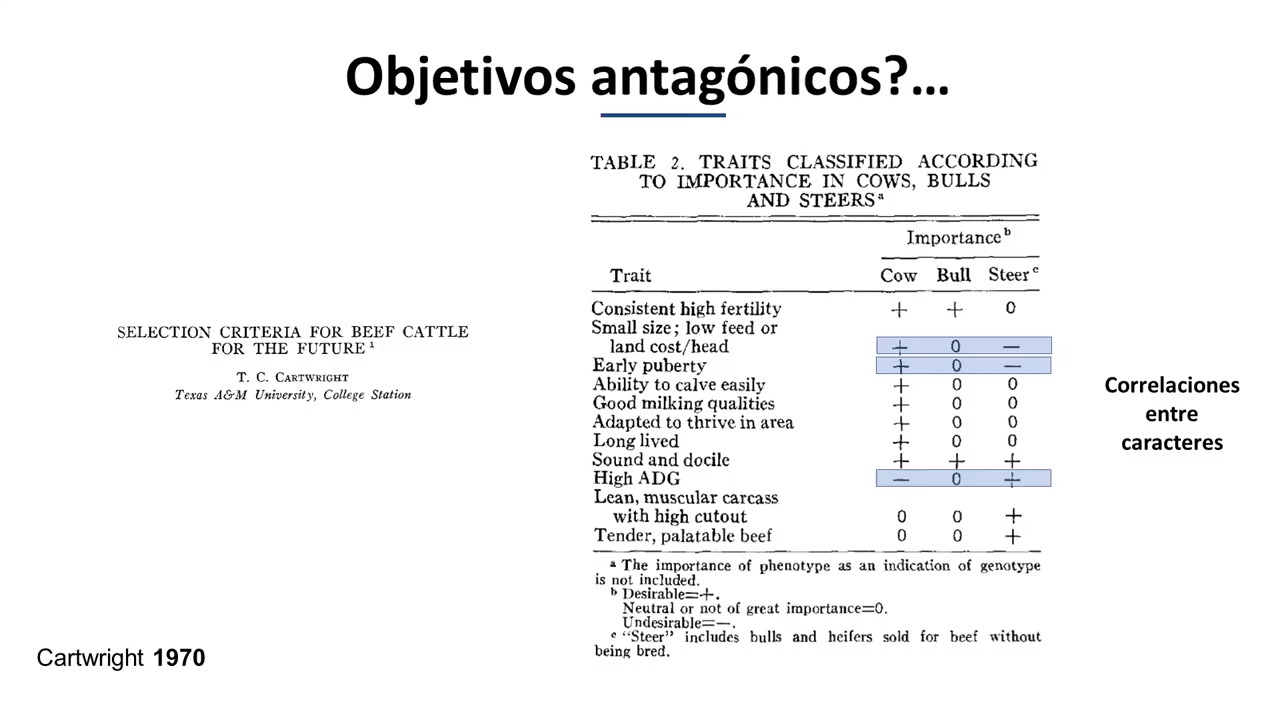 Objetivos antagónicos?...
SELECTION CRITERIA FOR BEEF CATTLE
FOR THE FUTURE 1
T. C. CARTWRIGHT
Texas A&M University, College Station
TABLE 2. TRAITS CLASSIFIED ACCORDING
TO IMPORTANCE IN COWS, BULLS
AND STEERS a
Importance b
Trait Cow Bull Steer c
Consistent high fertility + + 0
Small size; low feed or
land cost/head + 0 —
Early puberty + 0 —
Ability to calve easily + 0 0
Good milking qualities + 0 0
Adapted to thrive in area + 0 0
Long lived + 0 0
Sound and docile + + +
High ADG — 0 +
Lean, muscular carcass
with high cutout 0 0 +
Tender, palatable beef 0 0 +
a The importance of phenotype as an indication of genotype
is not included.
b Desirable=+.
Neutral or not of great importance=0.
Undesirable=—.
c "Steer" includes bulls and heifers sold for beef without
being bred.
Correlaciones
entre
caracteres
Cartwright 1970